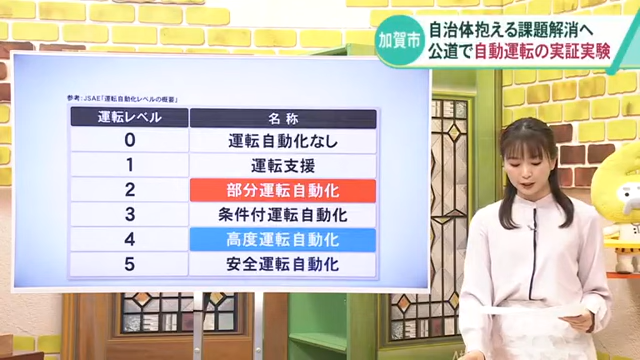 加賀市
自治体抱える課題解消へ
公道で自動運転の実証実験
参考:JSAE「運転自動化レベルの概要」
運転レベル 名称
0 運転自動化なし
1 運転支援
2 部分運転自動化
3 条件付運転自動化
4 高度運転自動化
5 安全運転自動化